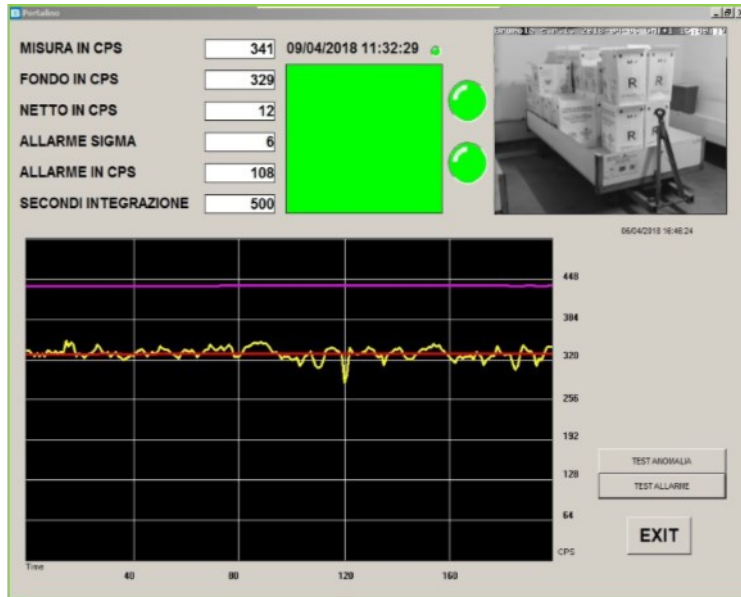 Portalino
MISURA IN CPS 341 09/04/2018 11:32:29
FONDO IN CPS 329
NETTO IN CPS 12
ALLARME SIGMA 6
ALLARME IN CPS 108
SECONDI INTEGRAZIONE 500
R R
R R
06/04/2018 16:46:24
448
384
320
256
192
128
64
CPS
Time
40 80 120 160
TEST ANOMALIA
TEST ALLARME
EXIT